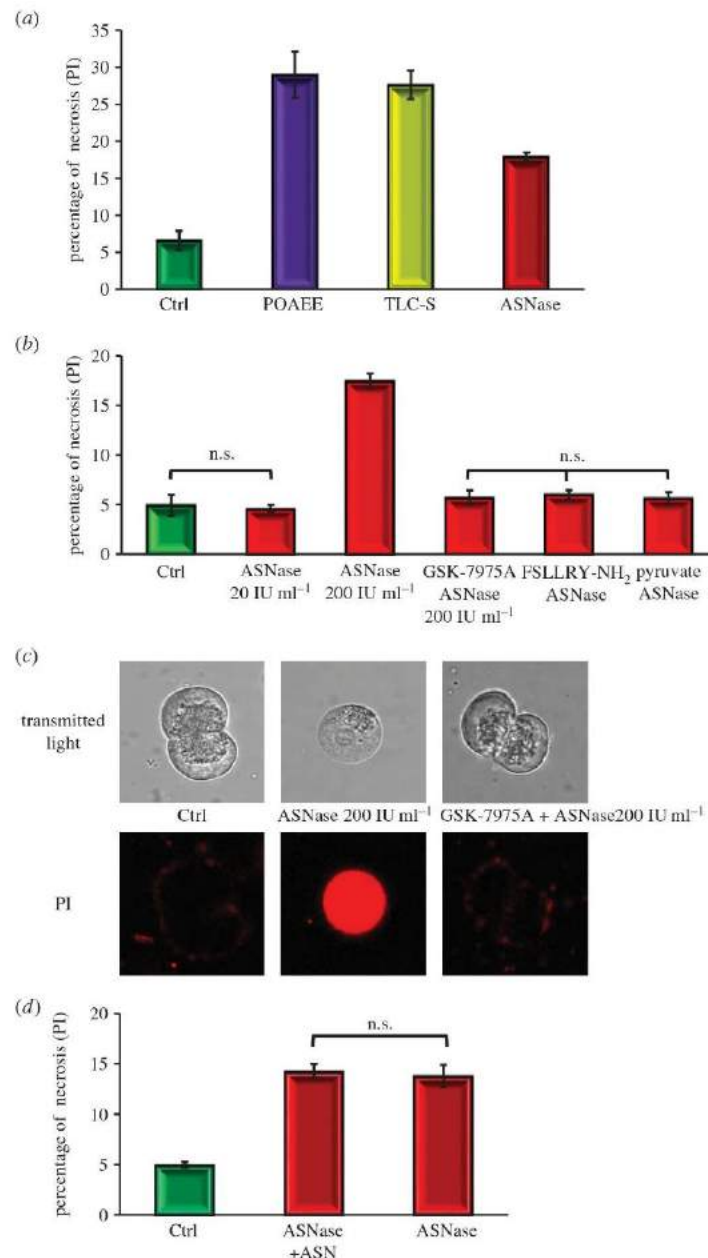 (a)
percentage of necrosis (PI)
35
30
25
20
15
10
5
0
Ctrl POAEE TLC-S ASNase
(b)
percentage of necrosis (PI)
20
15
10
5
0
n.s. n.s.
Ctrl ASNase ASNase GSK-7975A FSLLRY-NH₂ pyruvate
20 IU ml⁻¹ 200 IU ml⁻¹ ASNase ASNase ASNase
200 IU ml⁻¹
(c)
transmitted
light
Ctrl ASNase 200 IU ml⁻¹ GSK-7975A + ASNase200 IU ml⁻¹
PI
(d)
percentage of necrosis (PI)
20
15
10
5
0
n.s.
Ctrl ASNase ASNase
+ASN